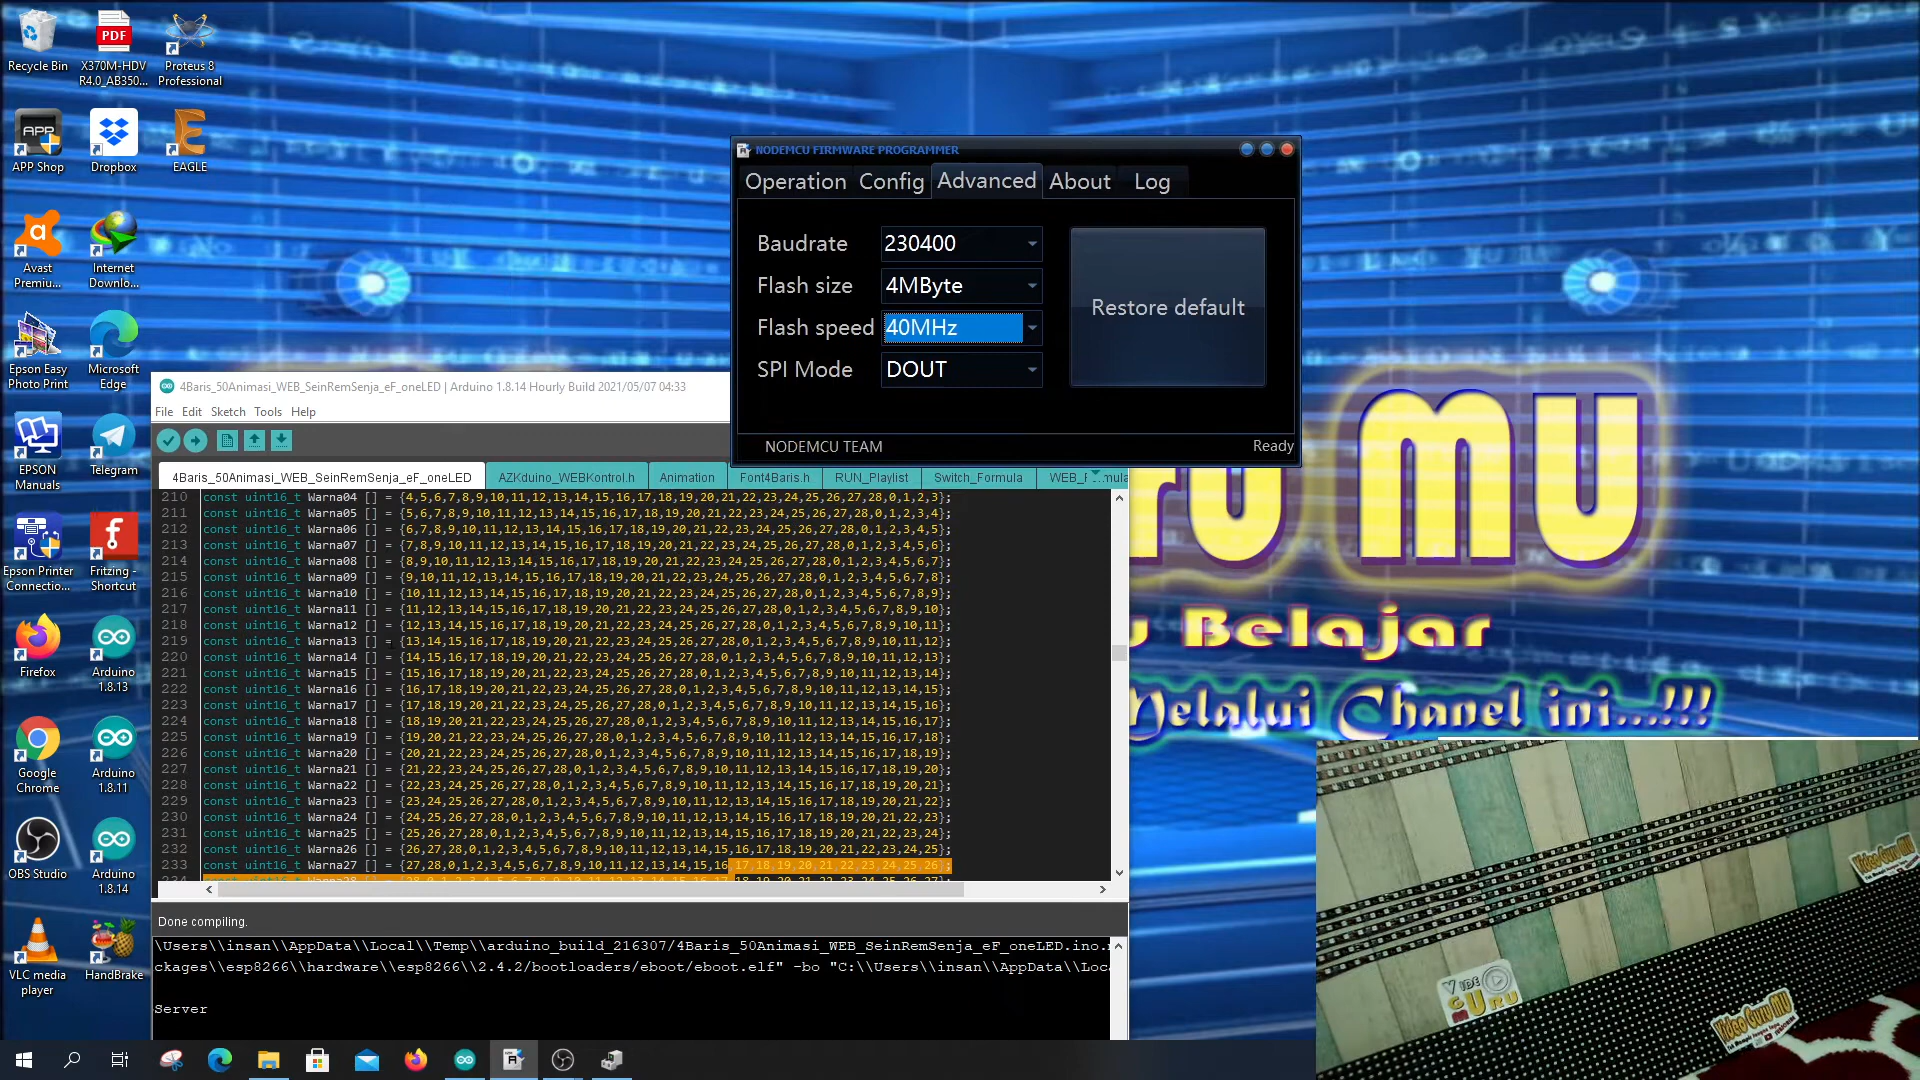 Recycle Bin
X370M-HDV
R4.0_AB350...
Proteus 8
Professional
APP Shop
Dropbox
EAGLE
Avast
Premiu...
Internet
Downlo...
Epson Easy
Photo Print
Microsoft
Edge
EPSON
Manuals
Telegram
Epson Printer
Connectio...
Fritzing -
Shortcut
Firefox
Arduino
1.8.13
Google
Chrome
Arduino
1.8.11
OBS Studio
Arduino
1.8.14
VLC media
player
HandBrake
NODEMCU FIRMWARE PROGRAMMER
Operation Config Advanced About Log
Baudrate 230400
Flash size 4MByte
Flash speed 40MHz
SPI Mode DOUT
Restore default
NODEMCU TEAM
Ready
4Baris_50Animasi_WEB_SeinRemSenja_eF_oneLED | Arduino 1.8.14 Hourly Build 2021/05/07 04:33
File Edit Sketch Tools Help
4Baris_50Animasi_WEB_SeinRemSenja_eF_oneLED AZKduino_WEBKontrol.h Animation Font4Baris.h RUN_Playlist Switch_Formula
210 const uint16_t Warna04 [] = {4,5,6,7,8,9,10,11,12,13,14,15,16,17,18,19,20,21,22,23,24,25,26,27,28,0,1,2,3};
211 const uint16_t Warna05 [] = {5,6,7,8,9,10,11,12,13,14,15,16,17,18,19,20,21,22,23,24,25,26,27,28,0,1,2,3,4};
212 const uint16_t Warna06 [] = {6,7,8,9,10,11,12,13,14,15,16,17,18,19,20,21,22,23,24,25,26,27,28,0,1,2,3,4,5};
213 const uint16_t Warna07 [] = {7,8,9,10,11,12,13,14,15,16,17,18,19,20,21,22,23,24,25,26,27,28,0,1,2,3,4,5,6};
214 const uint16_t Warna08 [] = {8,9,10,11,12,13,14,15,16,17,18,19,20,21,22,23,24,25,26,27,28,0,1,2,3,4,5,6,7};
215 const uint16_t Warna09 [] = {9,10,11,12,13,14,15,16,17,18,19,20,21,22,23,24,25,26,27,28,0,1,2,3,4,5,6,7,8};
216 const uint16_t Warna10 [] = {10,11,12,13,14,15,16,17,18,19,20,21,22,23,24,25,26,27,28,0,1,2,3,4,5,6,7,8,9};
217 const uint16_t Warna11 [] = {11,12,13,14,15,16,17,18,19,20,21,22,23,24,25,26,27,28,0,1,2,3,4,5,6,7,8,9,10};
218 const uint16_t Warna12 [] = {12,13,14,15,16,17,18,19,20,21,22,23,24,25,26,27,28,0,1,2,3,4,5,6,7,8,9,10,11};
219 const uint16_t Warna13 [] = {13,14,15,16,17,18,19,20,21,22,23,24,25,26,27,28,0,1,2,3,4,5,6,7,8,9,10,11,12};
220 const uint16_t Warna14 [] = {14,15,16,17,18,19,20,21,22,23,24,25,26,27,28,0,1,2,3,4,5,6,7,8,9,10,11,12,13};
221 const uint16_t Warna15 [] = {15,16,17,18,19,20,21,22,23,24,25,26,27,28,0,1,2,3,4,5,6,7,8,9,10,11,12,13,14};
222 const uint16_t Warna16 [] = {16,17,18,19,20,21,22,23,24,25,26,27,28,0,1,2,3,4,5,6,7,8,9,10,11,12,13,14,15};
223 const uint16_t Warna17 [] = {17,18,19,20,21,22,23,24,25,26,27,28,0,1,2,3,4,5,6,7,8,9,10,11,12,13,14,15,16};
224 const uint16_t Warna18 [] = {18,19,20,21,22,23,24,25,26,27,28,0,1,2,3,4,5,6,7,8,9,10,11,12,13,14,15,16,17};
225 const uint16_t Warna19 [] = {19,20,21,22,23,24,25,26,27,28,0,1,2,3,4,5,6,7,8,9,10,11,12,13,14,15,16,17,18};
226 const uint16_t Warna20 [] = {20,21,22,23,24,25,26,27,28,0,1,2,3,4,5,6,7,8,9,10,11,12,13,14,15,16,17,18,19};
227 const uint16_t Warna21 [] = {21,22,23,24,25,26,27,28,0,1,2,3,4,5,6,7,8,9,10,11,12,13,14,15,16,17,18,19,20};
228 const uint16_t Warna22 [] = {22,23,24,25,26,27,28,0,1,2,3,4,5,6,7,8,9,10,11,12,13,14,15,16,17,18,19,20,21};
229 const uint16_t Warna23 [] = {23,24,25,26,27,28,0,1,2,3,4,5,6,7,8,9,10,11,12,13,14,15,16,17,18,19,20,21,22};
230 const uint16_t Warna24 [] = {24,25,26,27,28,0,1,2,3,4,5,6,7,8,9,10,11,12,13,14,15,16,17,18,19,20,21,22,23};
231 const uint16_t Warna25 [] = {25,26,27,28,0,1,2,3,4,5,6,7,8,9,10,11,12,13,14,15,16,17,18,19,20,21,22,23,24};
232 const uint16_t Warna26 [] = {26,27,28,0,1,2,3,4,5,6,7,8,9,10,11,12,13,14,15,16,17,18,19,20,21,22,23,24,25};
233 const uint16_t Warna27 [] = {27,28,0,1,2,3,4,5,6,7,8,9,10,11,12,13,14,15,16,17,18,19,20,21,22,23,24,25,26};
Done compiling.
\Users\\insan\\AppData\\Local\\Temp\\arduino_build_216307/4Baris_50Animasi_WEB_SeinRemSenja_eF_oneLED.ino.
ckages\\esp8266\\hardware\\esp8266\\2.4.2/bootloaders/eboot/eboot.elf" -bo "C:\\Users\\insan\\AppData\\Loc
Server
MU
Belajar
Melalui Chanel ini...!!!
VIDE
GURU
Video Guru MU
Video Guru MU